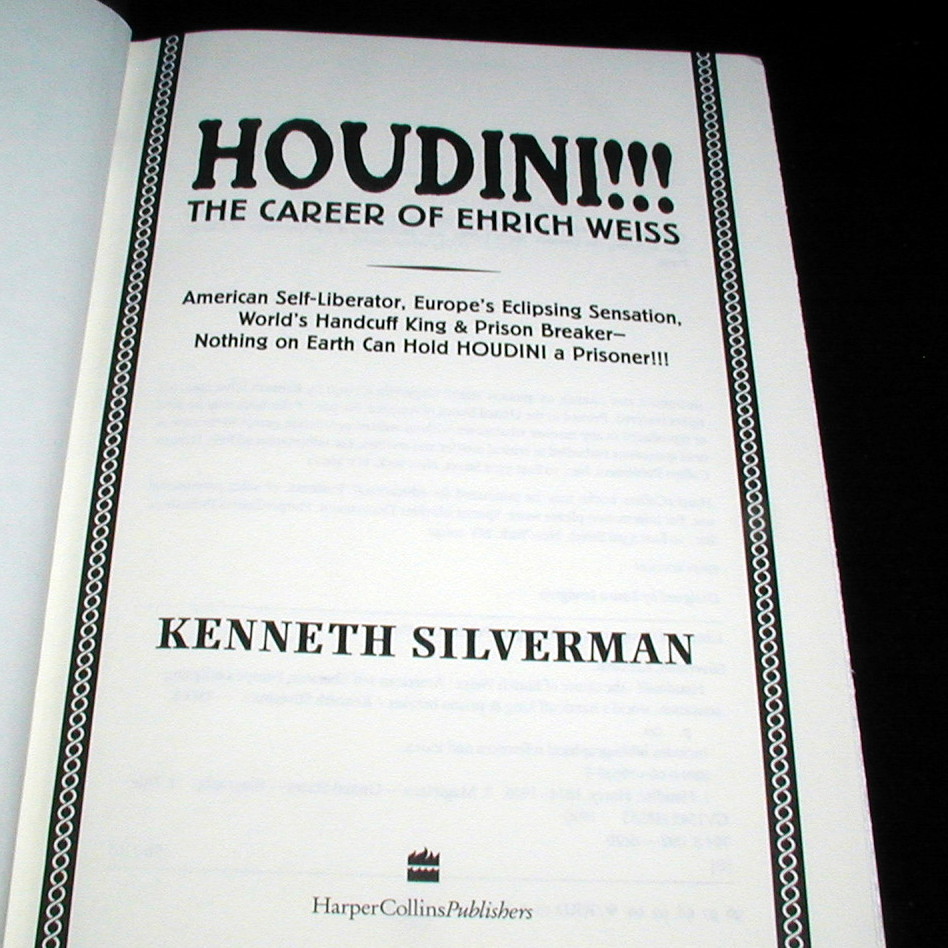 HOUDINI!!!
THE CAREER OF EHRICH WEISS
American Self-Liberator, Europe's Eclipsing Sensation,
World's Handcuff King & Prison Breaker—
Nothing on Earth Can Hold HOUDINI a Prisoner!!!
KENNETH SILVERMAN
HarperCollinsPublishers